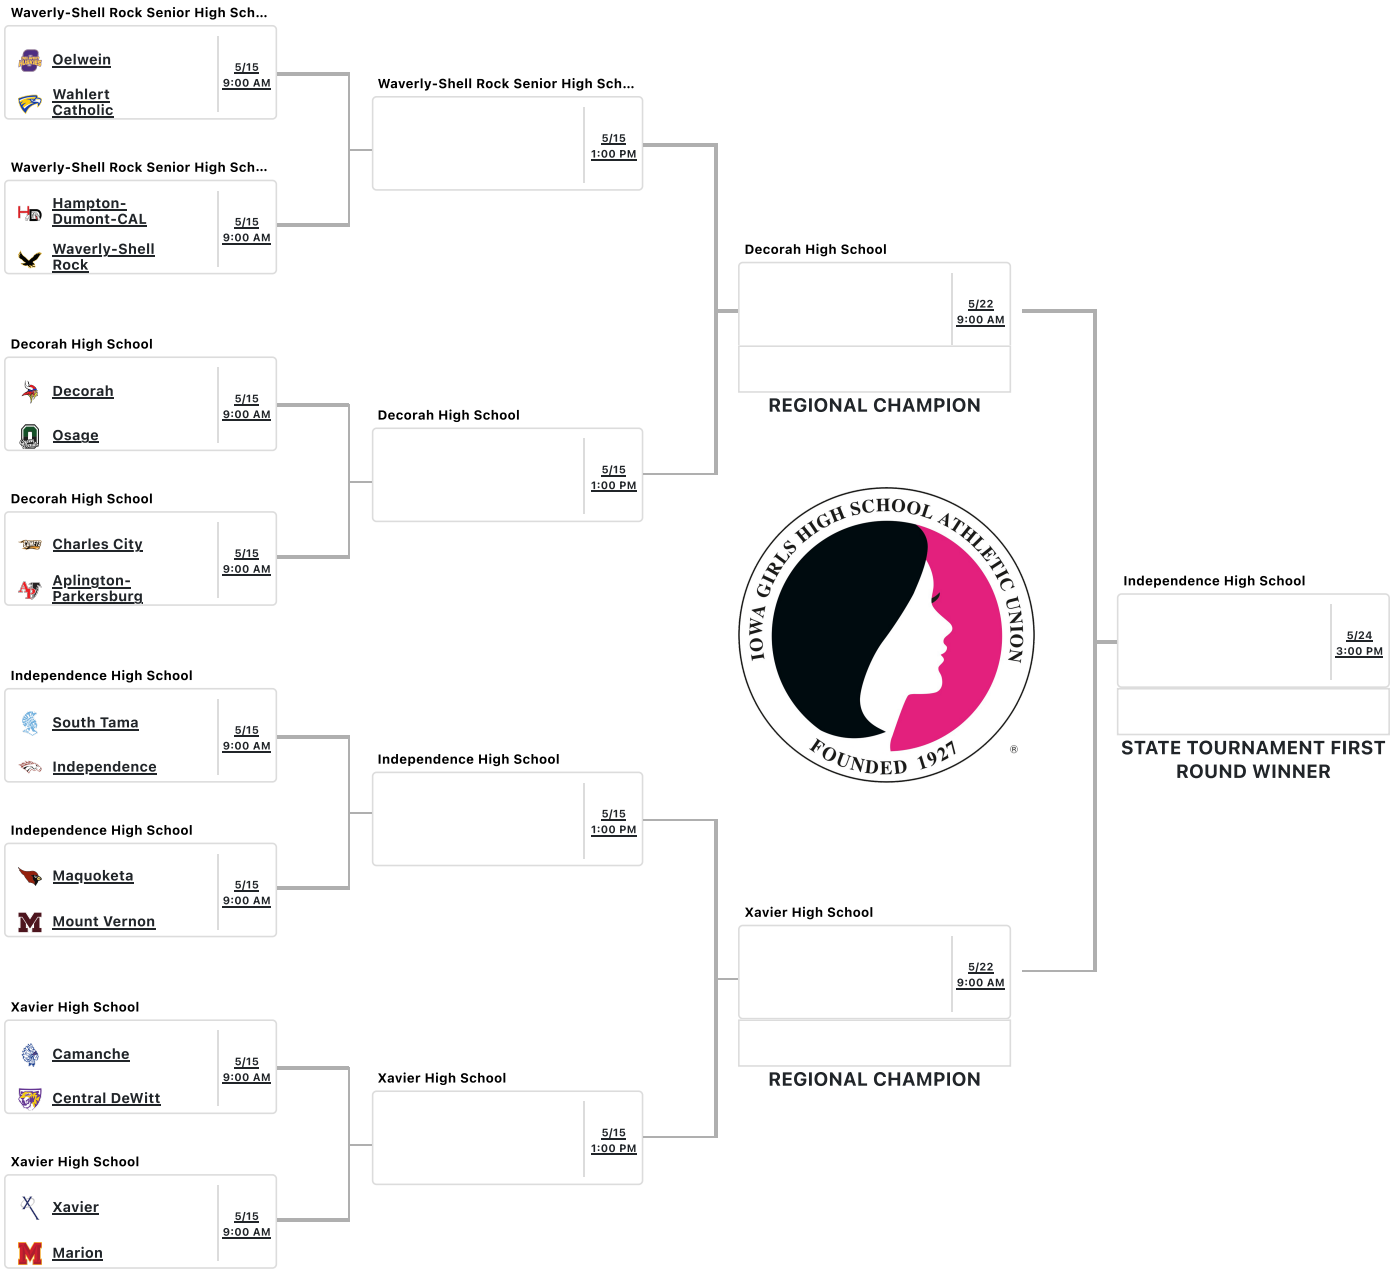 Waverly-Shell Rock Senior High Sch...
Oelwein
Wahlert
Catholic
5/15
9:00 AM
Waverly-Shell Rock Senior High Sch...
Hampton-
Dumont-CAL
Waverly-Shell
Rock
5/15
9:00 AM
Decorah High School
Decorah
Osage
5/15
9:00 AM
Decorah High School
Charles City
Aplington-
Parkersburg
5/15
9:00 AM
Independence High School
South Tama
Independence
5/15
9:00 AM
Independence High School
Maquoketa
Mount Vernon
5/15
9:00 AM
Xavier High School
Camanche
Central DeWitt
5/15
9:00 AM
Xavier High School
Xavier
Marion
5/15
9:00 AM
Waverly-Shell Rock Senior High Sch...
5/15
1:00 PM
Decorah High School
5/15
1:00 PM
Independence High School
5/15
1:00 PM
Xavier High School
5/15
1:00 PM
Decorah High School
5/22
9:00 AM
REGIONAL CHAMPION
IOWA GIRLS HIGH SCHOOL ATHLETIC UNION
FOUNDED 1927
®
Xavier High School
5/22
9:00 AM
REGIONAL CHAMPION
Independence High School
5/24
3:00 PM
STATE TOURNAMENT FIRST
ROUND WINNER